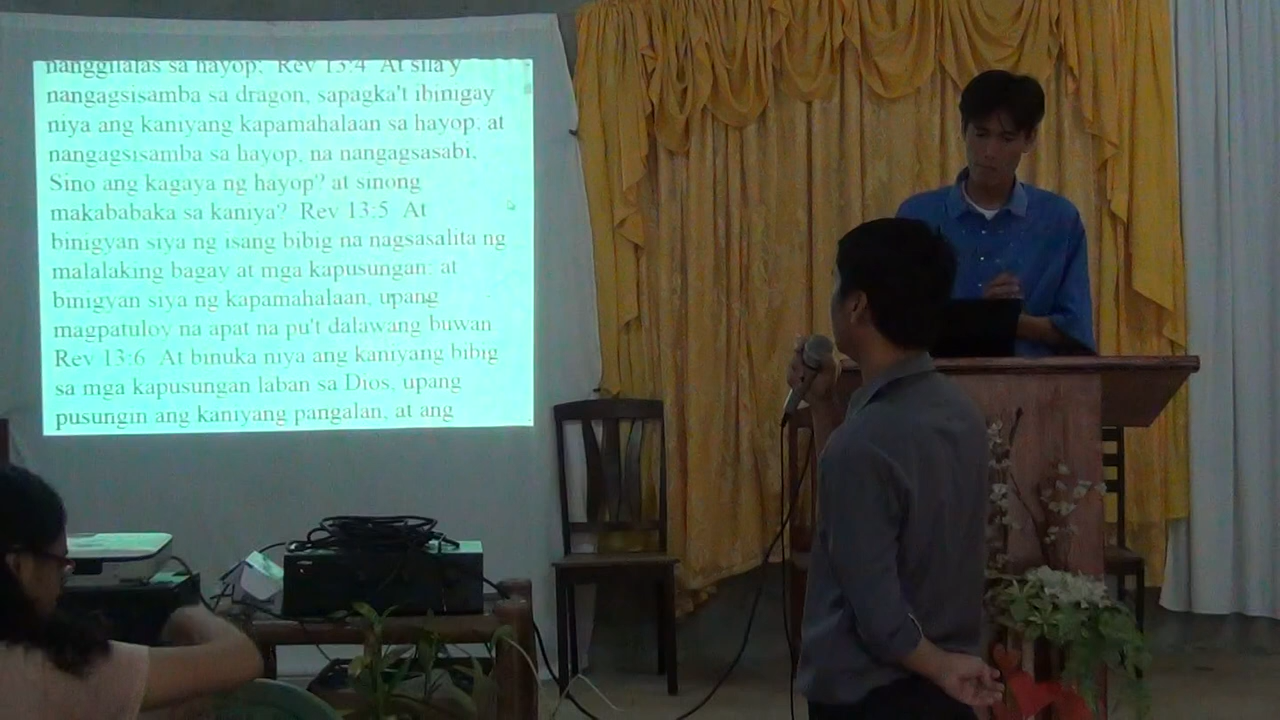 nanggilalas sa hayop; Rev 13:4 At sila'y
nangagsisamba sa dragon, sapagka't ibinigay
niya ang kaniyang kapamahalaan sa hayop; at
nangagsisamba sa hayop, na nangagsasabi,
Sino ang kagaya ng hayop? at sinong
makababaka sa kaniya? Rev 13:5 At
binigyan siya ng isang bibig na nagsasalita ng
malalaking bagay at mga kapusungan; at
binigyan siya ng kapamahalaan, upang
magpatuloy na apat na pu't dalawang buwan
Rev 13:6 At binuka niya ang kaniyang bibig
sa mga kapusungan laban sa Dios, upang
pusungin ang kaniyang pangalan, at ang